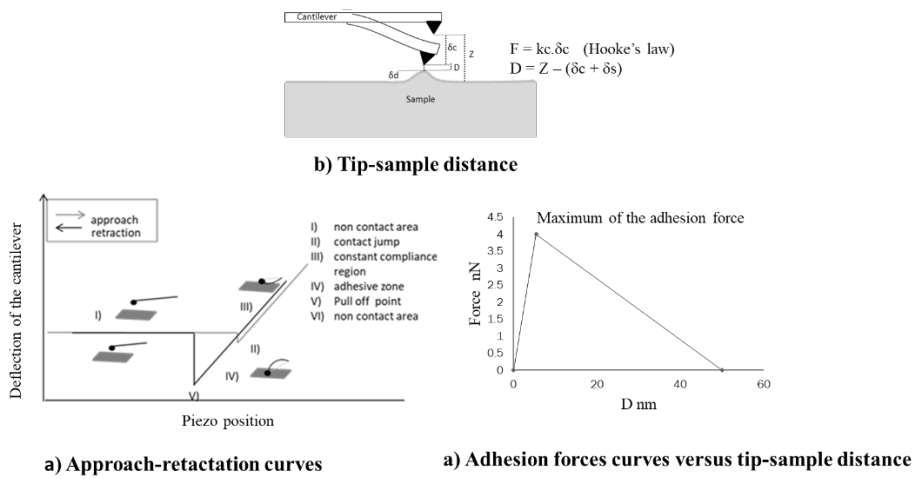 Cantilever
δc
Z
D
δd
Sample
F = kc.δc (Hooke’s law)
D = Z – (δc + δs)
b) Tip-sample distance
Deflection of the cantilever
approach
retraction
I)
III)
II)
IV)
V)
I) non contact area
II) contact jump
III) constant compliance
region
IV) adhesive zone
V) Pull off point
VI) non contact area
Piezo position
a) Approach-retactation curves
Maximum of the adhesion force
Force nN
4.5
4
3.5
3
2.5
2
1.5
1
0.5
0
0 20 40 60
D nm
a) Adhesion forces curves versus tip-sample distance